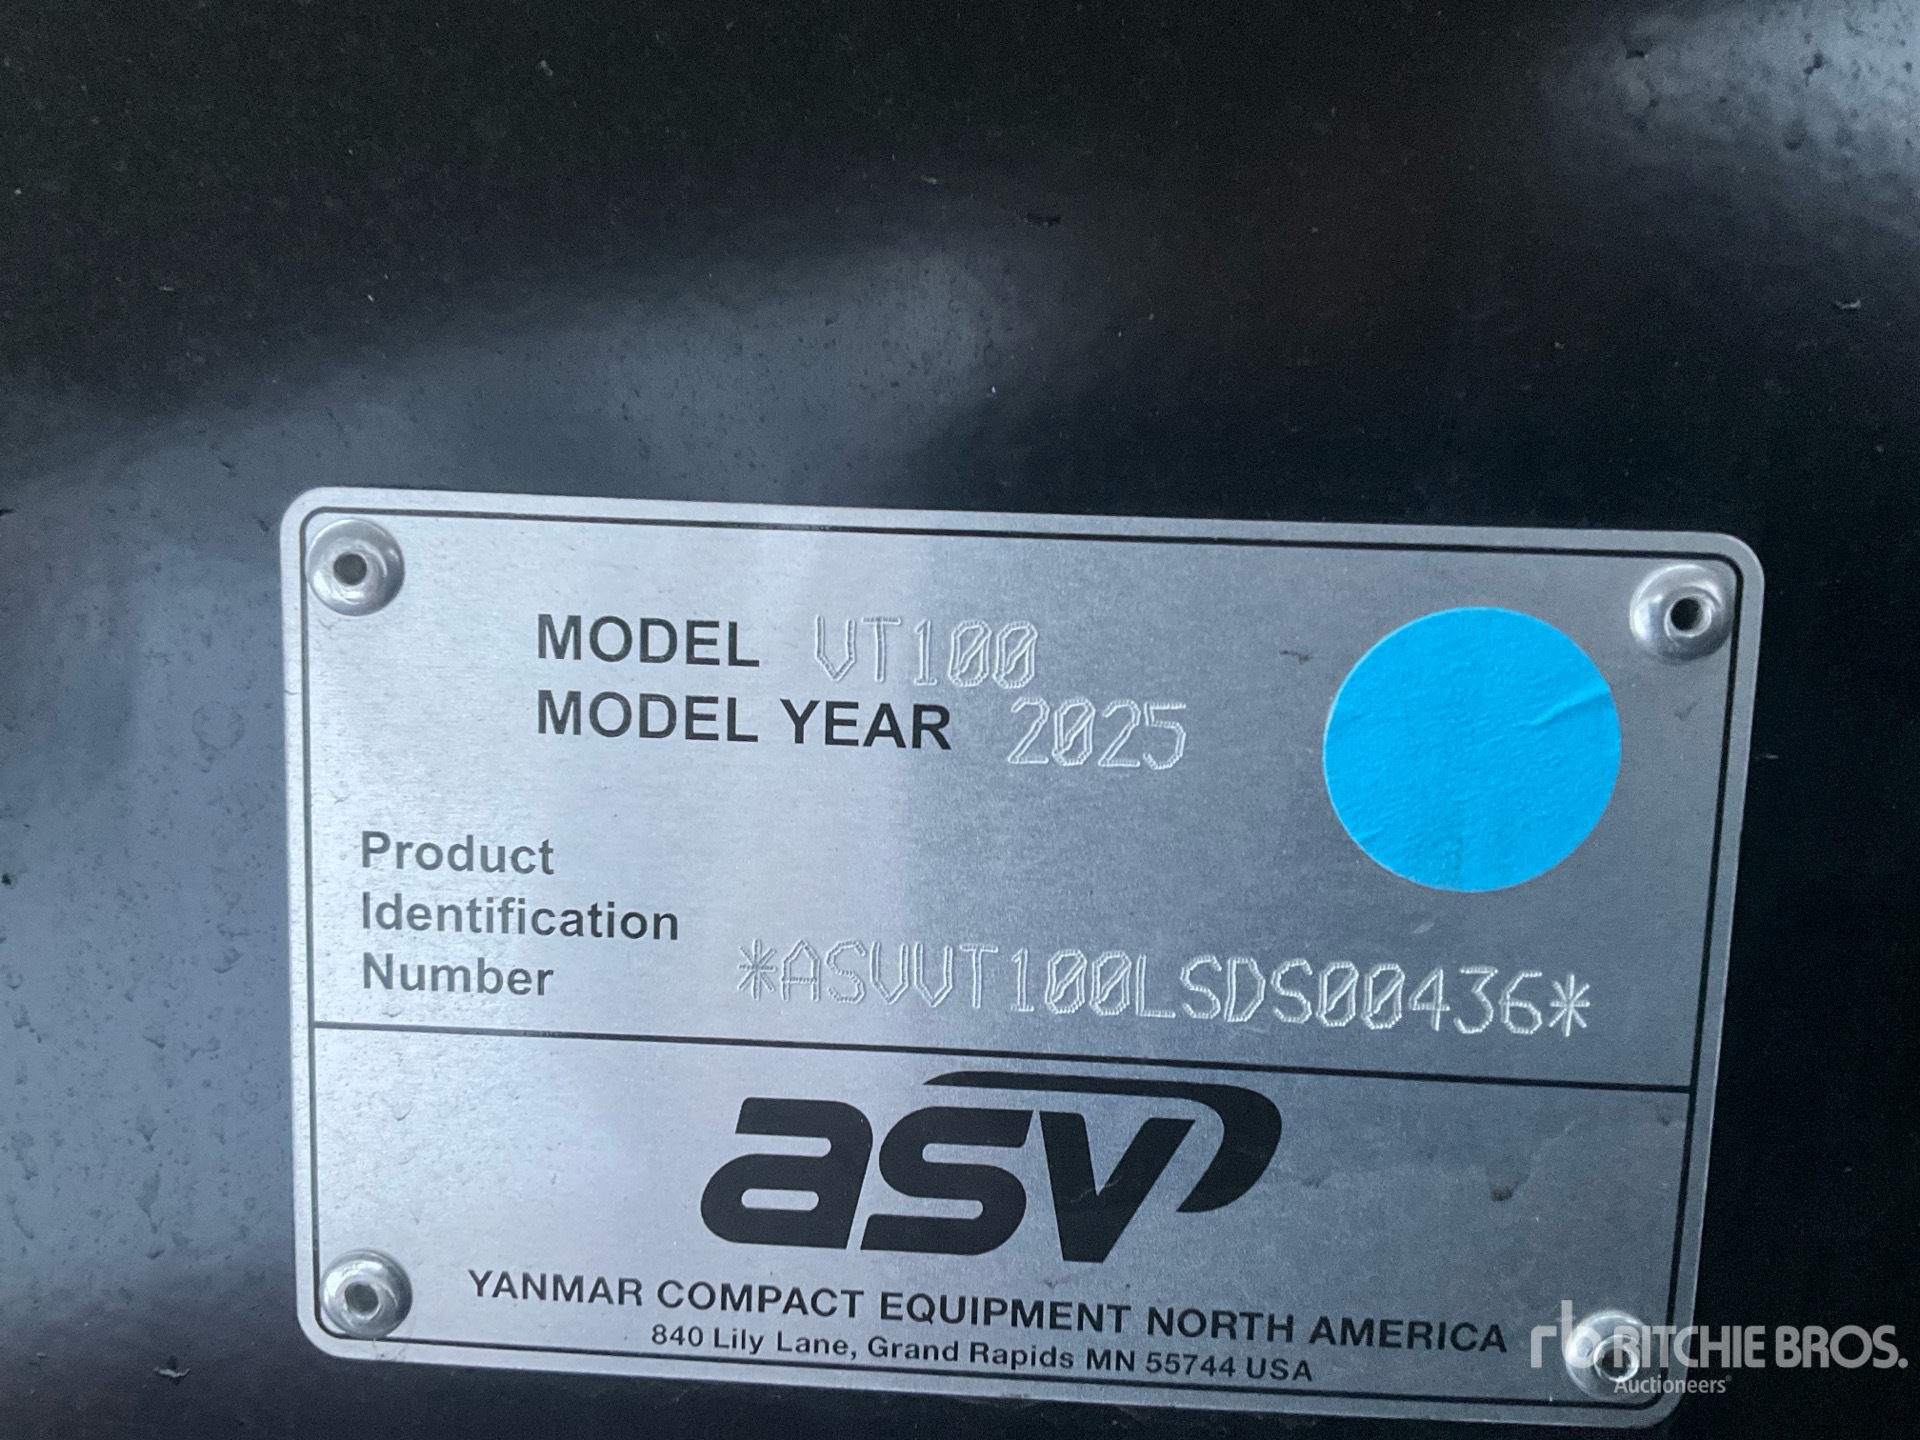 MODEL VT100
MODEL YEAR 2025
Product
Identification
Number *ASVVT100LSDS00436*
asv
YANMAR COMPACT EQUIPMENT NORTH AMERICA
840 Lily Lane, Grand Rapids MN 55744 USA
rb RITCHIE BROS.
Auctioneers